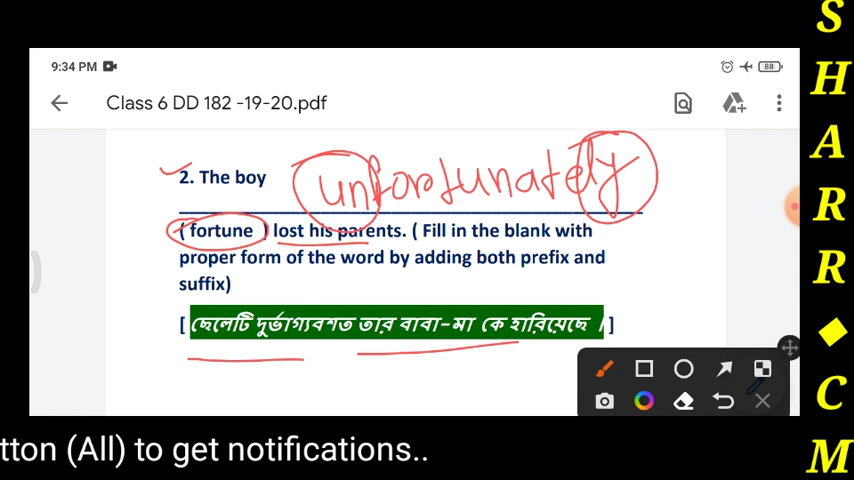 9:34 PM
88
Class 6 DD 182 -19-20.pdf
2. The boy unfortunately
( fortune ) lost his parents. ( Fill in the blank with
proper form of the word by adding both prefix and
suffix)
[ ছেলেটি দুর্ভাগ্যবশত তার বাবা-মা কে হারিয়েছে । ]
tton (All) to get notifications..
S
H
A
R
R
C
M